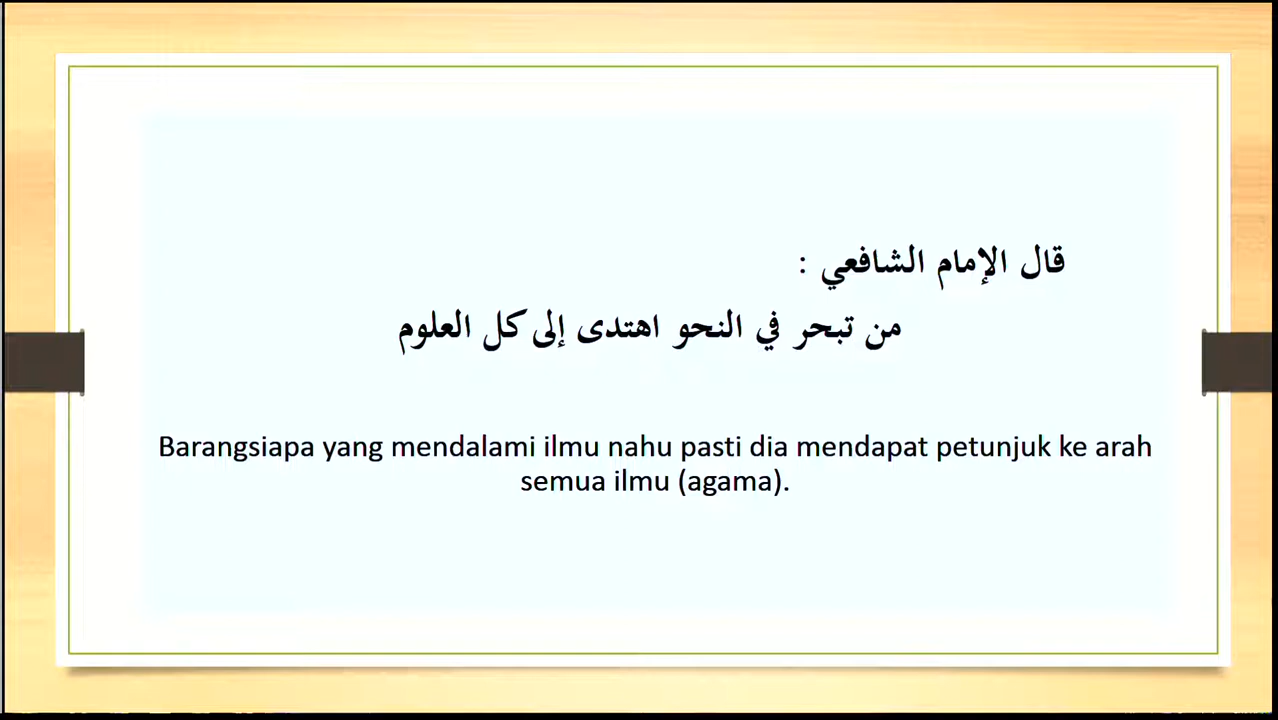 قال الإمام الشافعي :
من تبحر في النحو اهتدى إلى كل العلوم
Barangsiapa yang mendalami ilmu nahu pasti dia mendapat petunjuk ke arah
semua ilmu (agama).